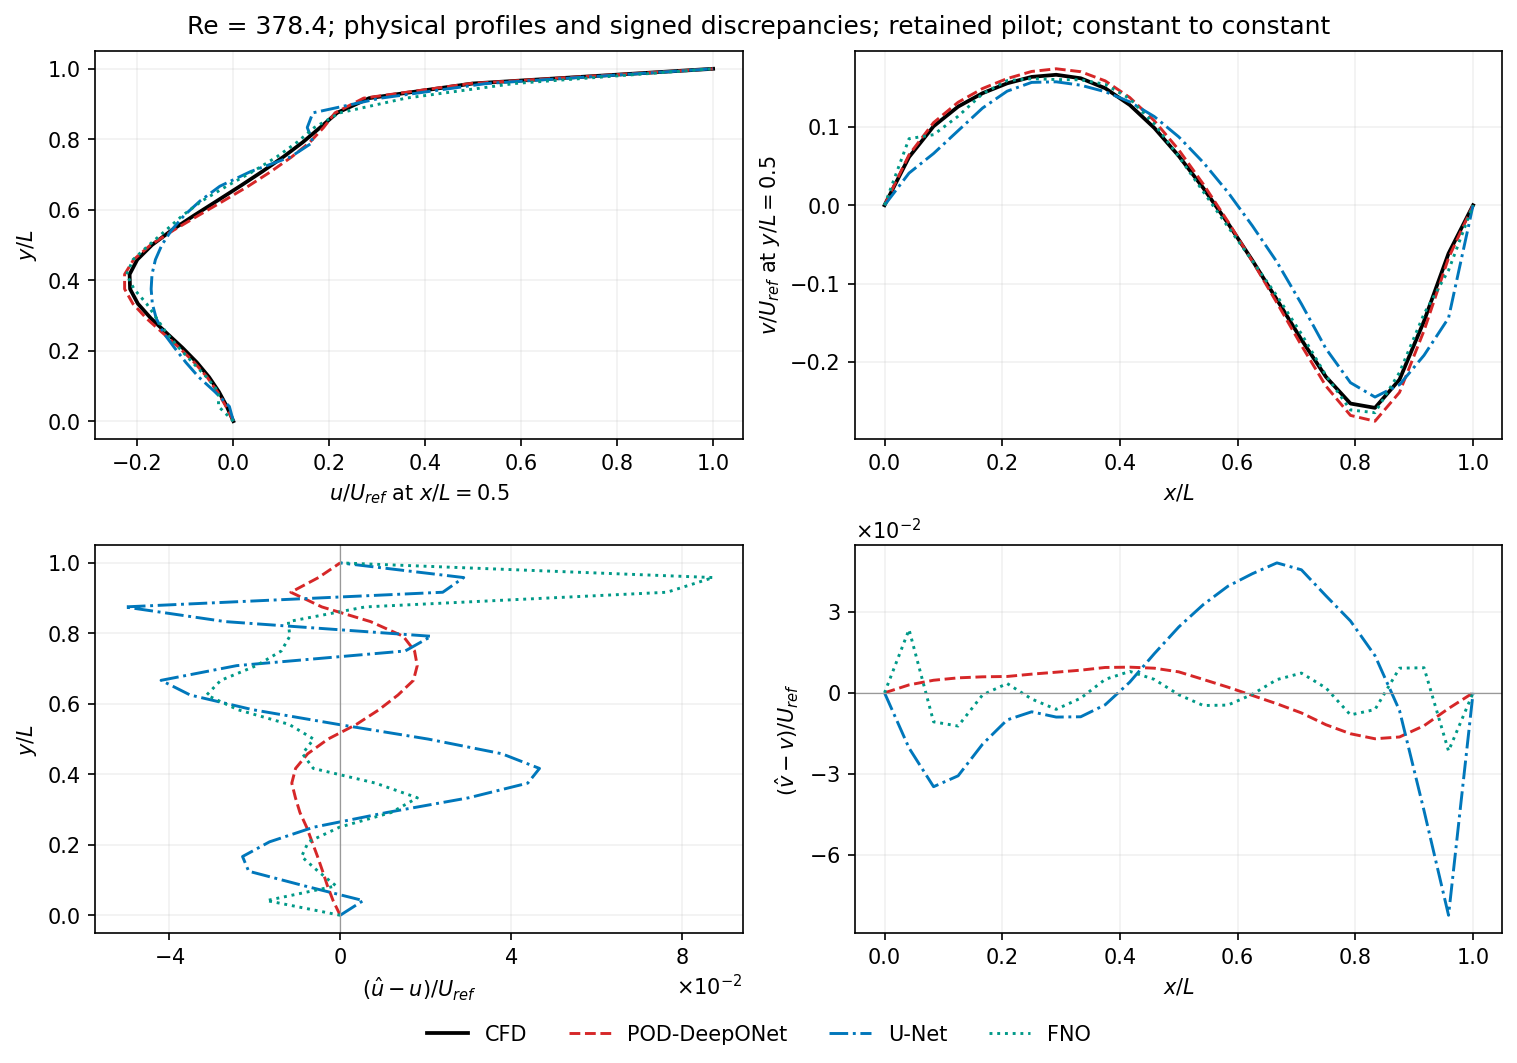 Re = 378.4; physical profiles and signed discrepancies; retained pilot; constant to constant
1.0
0.8
0.6
0.4
0.2
0.0
y/L
−0.2 0.0 0.2 0.4 0.6 0.8 1.0
u/U_ref at x/L = 0.5
0.1
0.0
−0.1
−0.2
v/U_ref at y/L = 0.5
0.0 0.2 0.4 0.6 0.8 1.0
x/L
1.0
0.8
0.6
0.4
0.2
0.0
y/L
−4 0 4 8
(û − u)/U_ref
×10⁻²
×10⁻²
3
0
−3
−6
(v̂ − v)/U_ref
0.0 0.2 0.4 0.6 0.8 1.0
x/L
CFD POD-DeepONet U-Net FNO